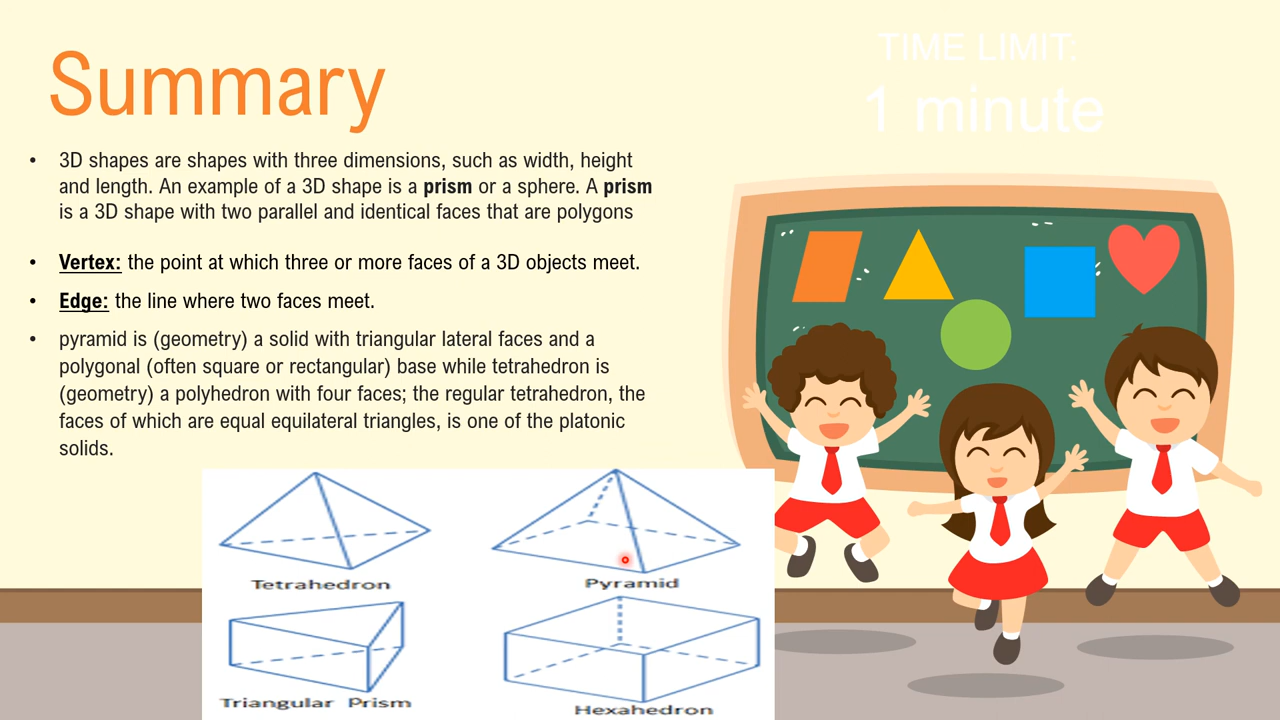 Summary
TIME LIMIT:
1 minute
• 3D shapes are shapes with three dimensions, such as width, height
and length. An example of a 3D shape is a prism or a sphere. A prism
is a 3D shape with two parallel and identical faces that are polygons
• Vertex: the point at which three or more faces of a 3D objects meet.
• Edge: the line where two faces meet.
• pyramid is (geometry) a solid with triangular lateral faces and a
polygonal (often square or rectangular) base while tetrahedron is
(geometry) a polyhedron with four faces; the regular tetrahedron, the
faces of which are equal equilateral triangles, is one of the platonic
solids.
Tetrahedron
Pyramid
Triangular Prism
Hexahedron